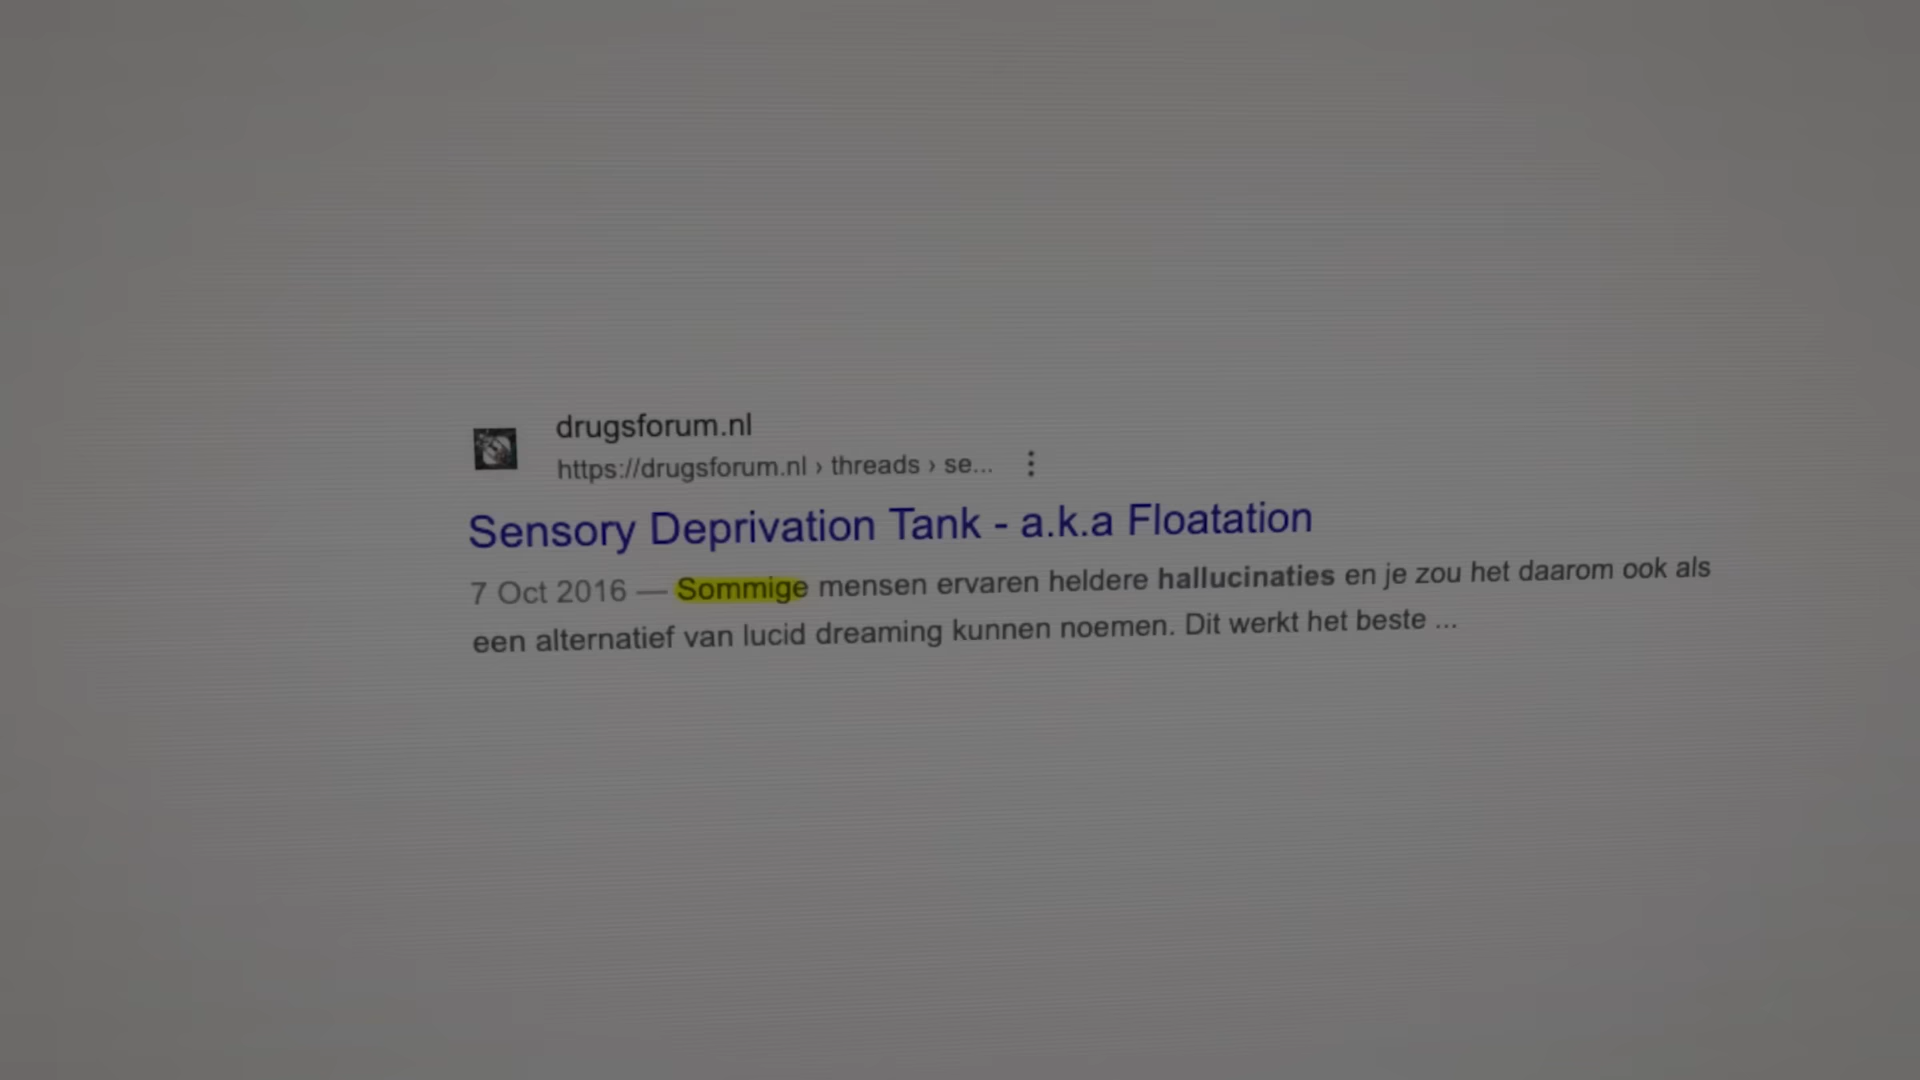 drugsforum.nl
https://drugsforum.nl › threads › se...
Sensory Deprivation Tank - a.k.a Floatation
7 Oct 2016 — Sommige mensen ervaren heldere hallucinaties en je zou het daarom ook als
een alternatief van lucid dreaming kunnen noemen. Dit werkt het beste ...